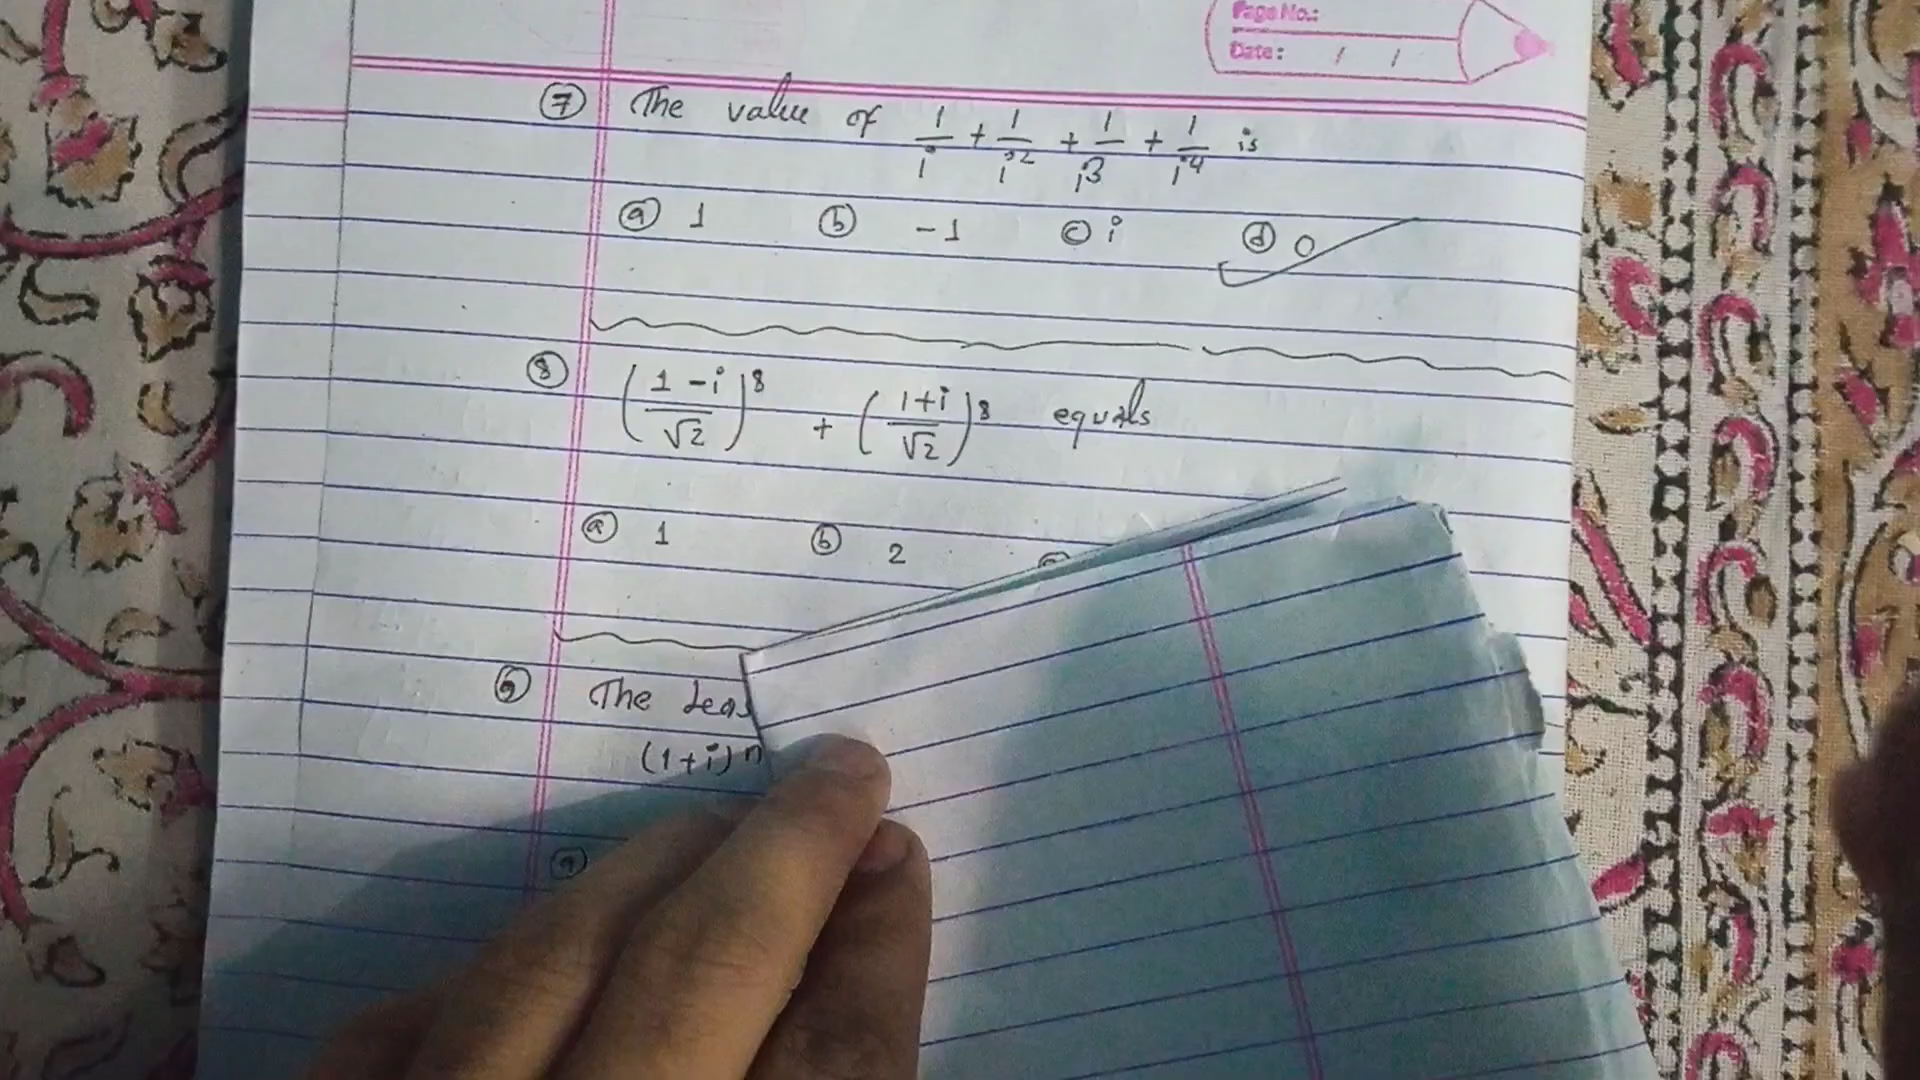 Page No.:
Date: / /
(7) The value of 1/i + 1/i² + 1/i³ + 1/i⁴ is
(a) 1 (b) -1 (c) i (d) 0
(8) ((1-i)/√2)⁸ + ((1+i)/√2)⁸ equals
(a) 1 (b) 2
(9) The
(1+i)ⁿ
(a)